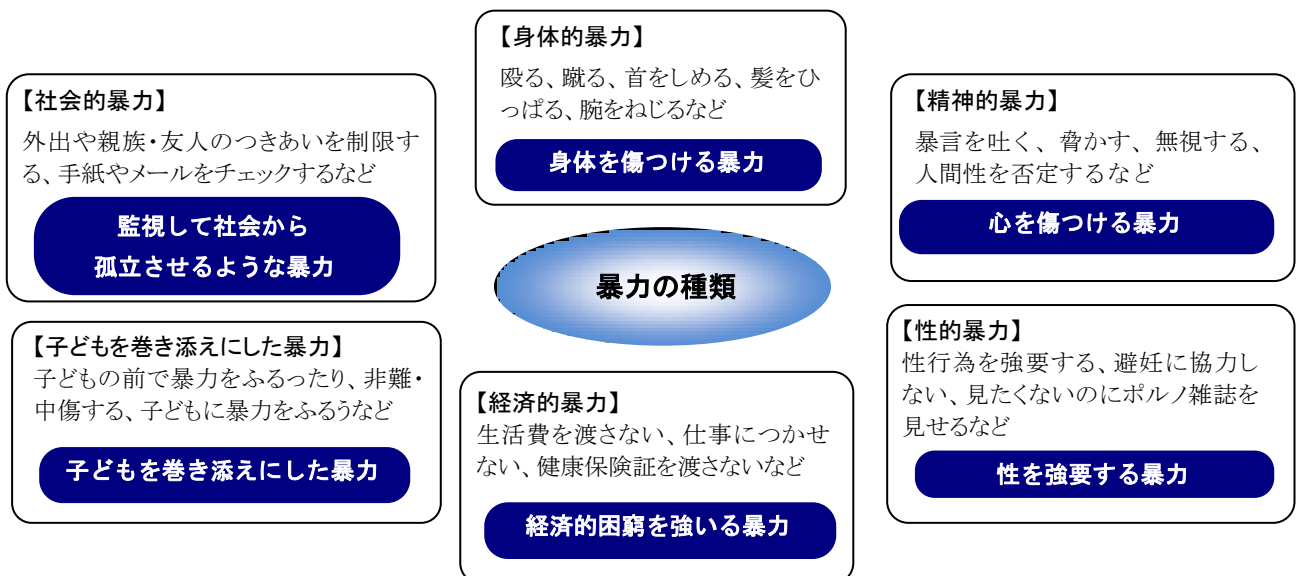 【身体的暴力】
殴る、蹴る、首をしめる、髪をひ
っぱる、腕をねじるなど
身体を傷つける暴力
【社会的暴力】
外出や親族・友人のつきあいを制限す
る、手紙やメールをチェックするなど
監視して社会から
孤立させるような暴力
【精神的暴力】
暴言を吐く、脅かす、無視する、
人間性を否定するなど
心を傷つける暴力
暴力の種類
【子どもを巻き添えにした暴力】
子どもの前で暴力をふるったり、非難・
中傷する、子どもに暴力をふるうなど
子どもを巻き添えにした暴力
【経済的暴力】
生活費を渡さない、仕事につかせ
ない、健康保険証を渡さないなど
経済的困窮を強いる暴力
【性的暴力】
性行為を強要する、避妊に協力し
ない、見たくないのにポルノ雑誌を
見せるなど
性を強要する暴力